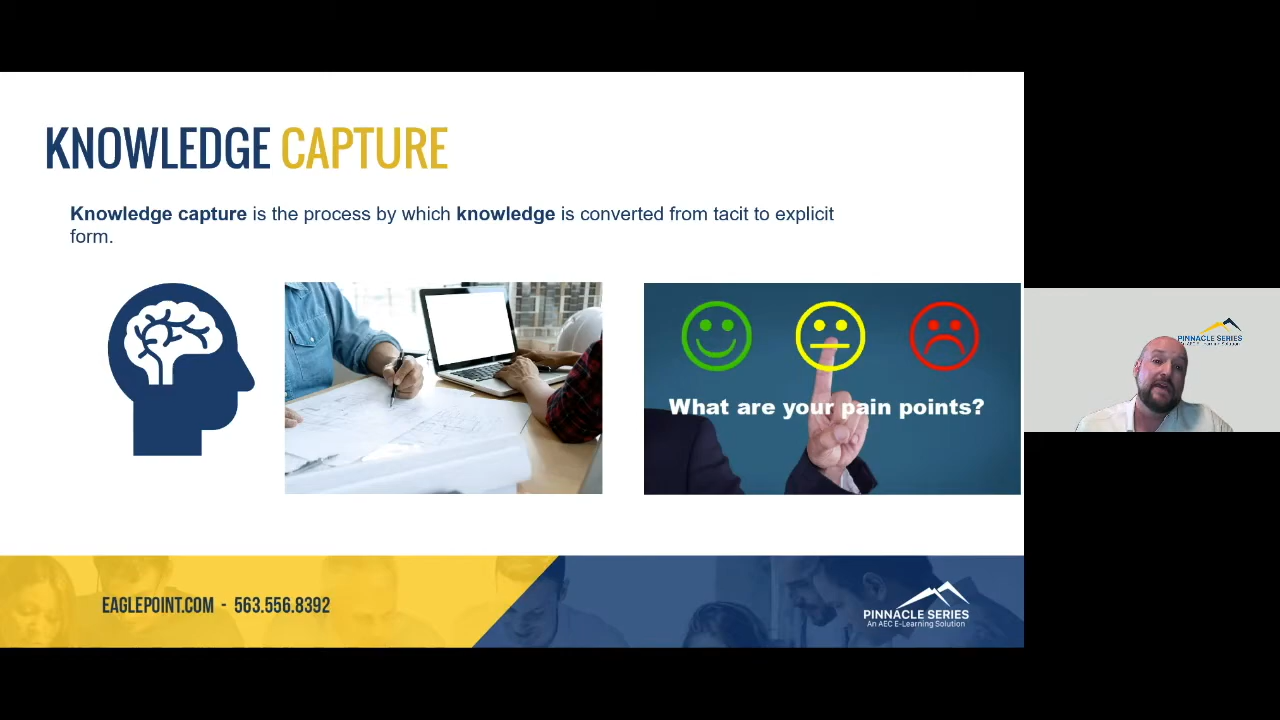 KNOWLEDGE CAPTURE
Knowledge capture is the process by which knowledge is converted from tacit to explicit
form.
What are your pain points?
EAGLEPOINT.COM - 563.556.8392
PINNACLE SERIES
An AEC E-Learning Solution
PINNACLE SERIES